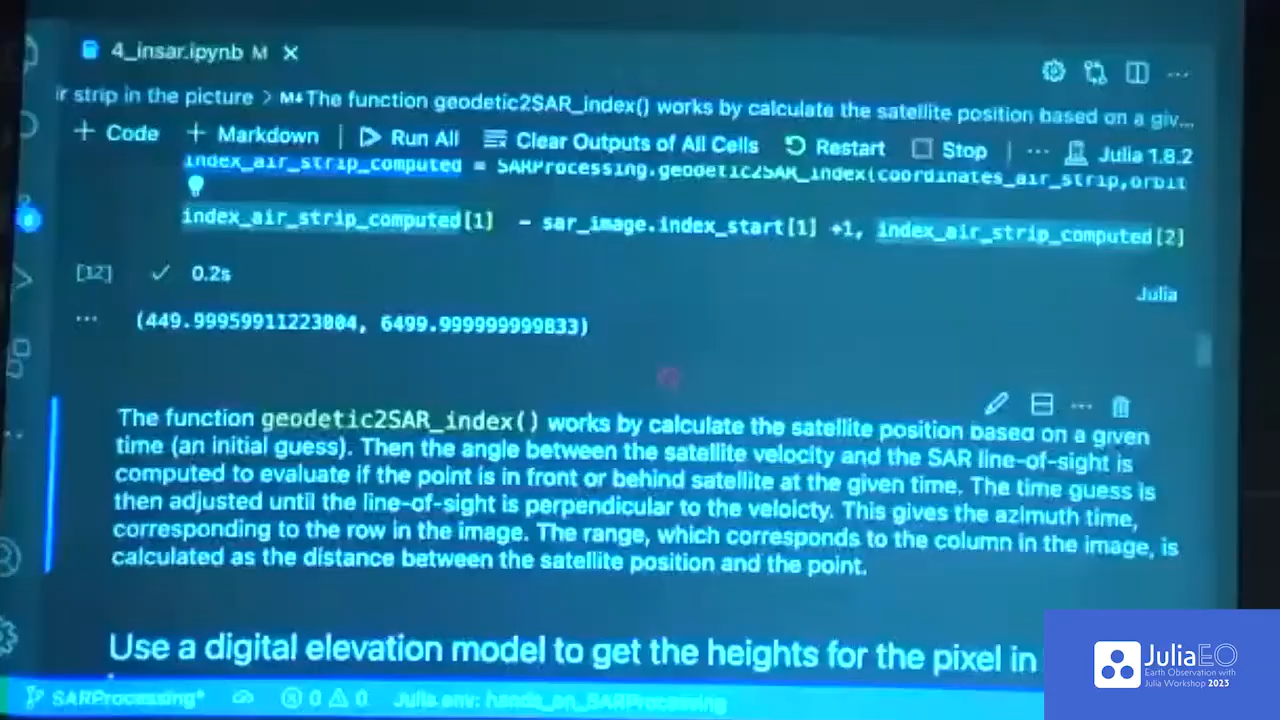 4_insar.ipynb M
ir strip in the picture > M↓The function geodetic2SAR_index() works by calculate the satellite position based on a giv...
+ Code + Markdown | Run All Clear Outputs of All Cells Restart Stop | ... Julia 1.8.2
index_air_strip_computed = SARProcessing.geodetic2SAR_index(coordinates_air_strip,orbit
index_air_strip_computed[1] - sar_image.index_start[1] +1, index_air_strip_computed[2]
[12] ✓ 0.2s
Julia
(449.99959911223004, 6499.999999999833)
The function geodetic2SAR_index() works by calculate the satellite position based on a given
time (an initial guess). Then the angle between the satellite velocity and the SAR line-of-sight is
computed to evaluate if the point is in front or behind satellite at the given time. The time guess is
then adjusted until the line-of-sight is perpendicular to the veloicty. This gives the azimuth time,
corresponding to the row in the image. The range, which corresponds to the column in the image, is
calculated as the distance between the satellite position and the point.
Use a digital elevation model to get the heights for the pixel in
SARProcessing* 0 0 Julia env: hands_on_SARProcessing
JuliaEO
Earth Observation with
Julia Workshop 2023